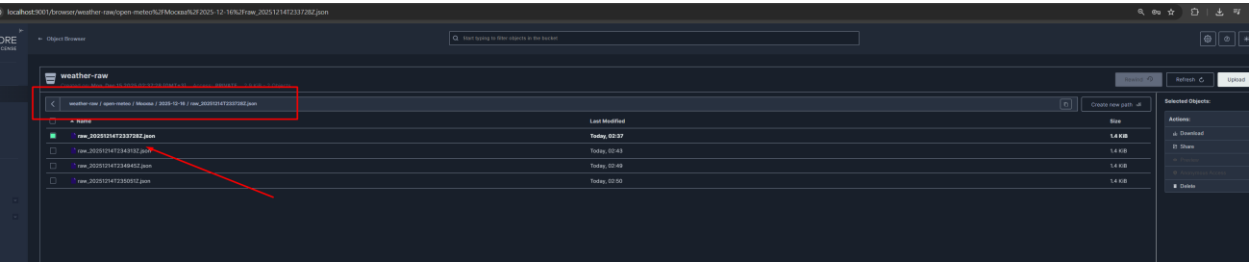 localhost:9001/browser/weather-raw/open-meteo%2FМосква%2F2025-12-16%2Fraw_20251214T233728Z.json
Object Browser
Start typing to filter objects in the bucket
weather-raw
Refresh
Upload
weather-raw / open-meteo / Москва / 2025-12-16 / raw_20251214T233728Z.json
Create new path
Selected Objects:
Name
Last Modified
Size
Actions:
raw_20251214T233728Z.json
Today, 02:37
1.4 KiB
Download
raw_20251214T234313Z.json
Today, 02:43
1.4 KiB
Share
raw_20251214T234945Z.json
Today, 02:49
1.4 KiB
raw_20251214T235051Z.json
Today, 02:50
1.4 KiB
Delete